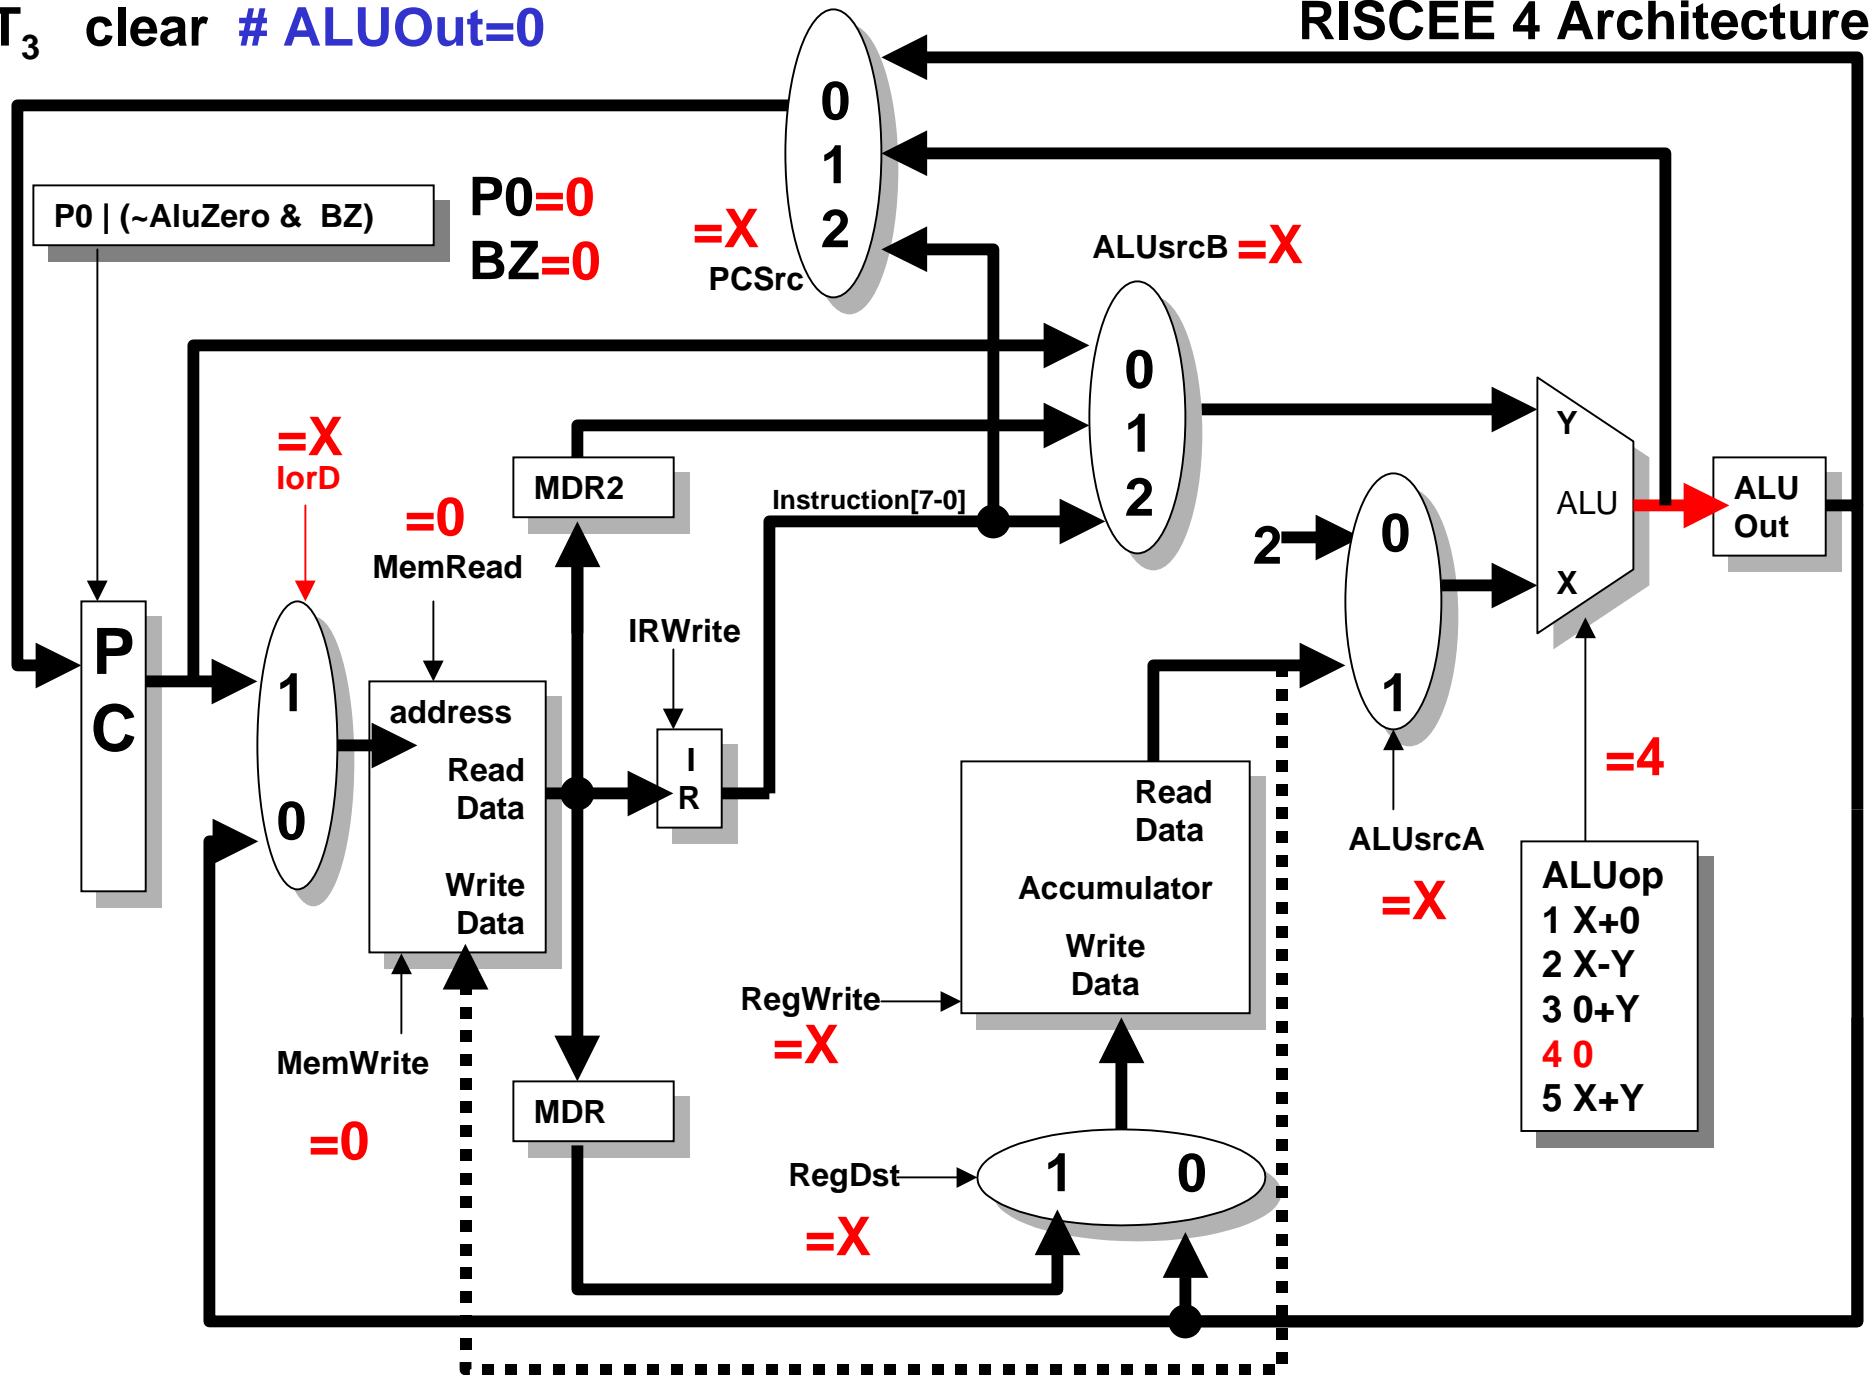 T3 clear # ALUOut=0
RISCEE 4 Architecture
0
1
2
P0 | (~AluZero & BZ)
P0=0
BZ=0
=X
PCSrc
ALUsrcB =X
0
1
2
=X
IorD
=0
MemRead
MDR2
Instruction[7-0]
Y
ALU
X
ALU
Out
2
0
1
P
C
1
0
address
Read
Data
Write
Data
IRWrite
I
R
=4
ALUsrcA
=X
Read
Data
Accumulator
Write
Data
ALUop
1 X+0
2 X-Y
3 0+Y
4 0
5 X+Y
RegWrite
=X
MemWrite
=0
MDR
RegDst
=X
1 0